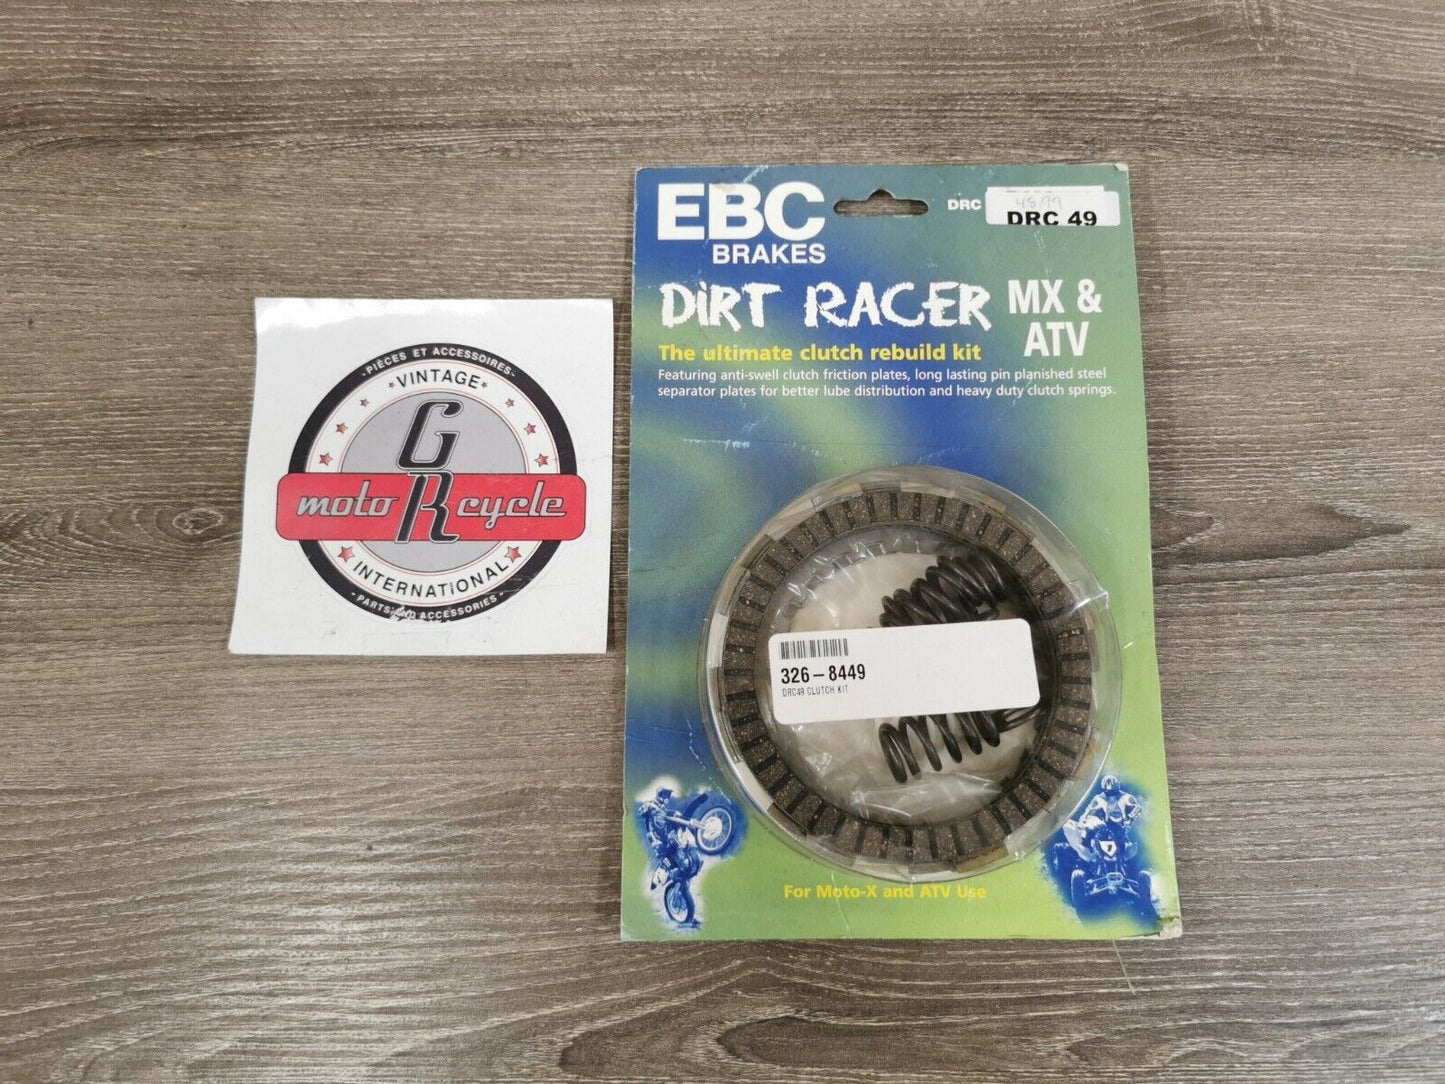 -PIÈCES ET ACCESSOIRES-
VINTAGE
GR
motorcycle
INTERNATIONAL
-PARTS AND ACCESSORIES-
EBC
BRAKES
DRC
48.99
DRC 49
DiRT RACER
MX &
ATV
The ultimate clutch rebuild kit
Featuring anti-swell clutch friction plates, long lasting pin planished steel
separator plates for better lube distribution and heavy duty clutch springs.
326-8449
DRC49 CLUTCH KIT
For Moto-X and ATV Use